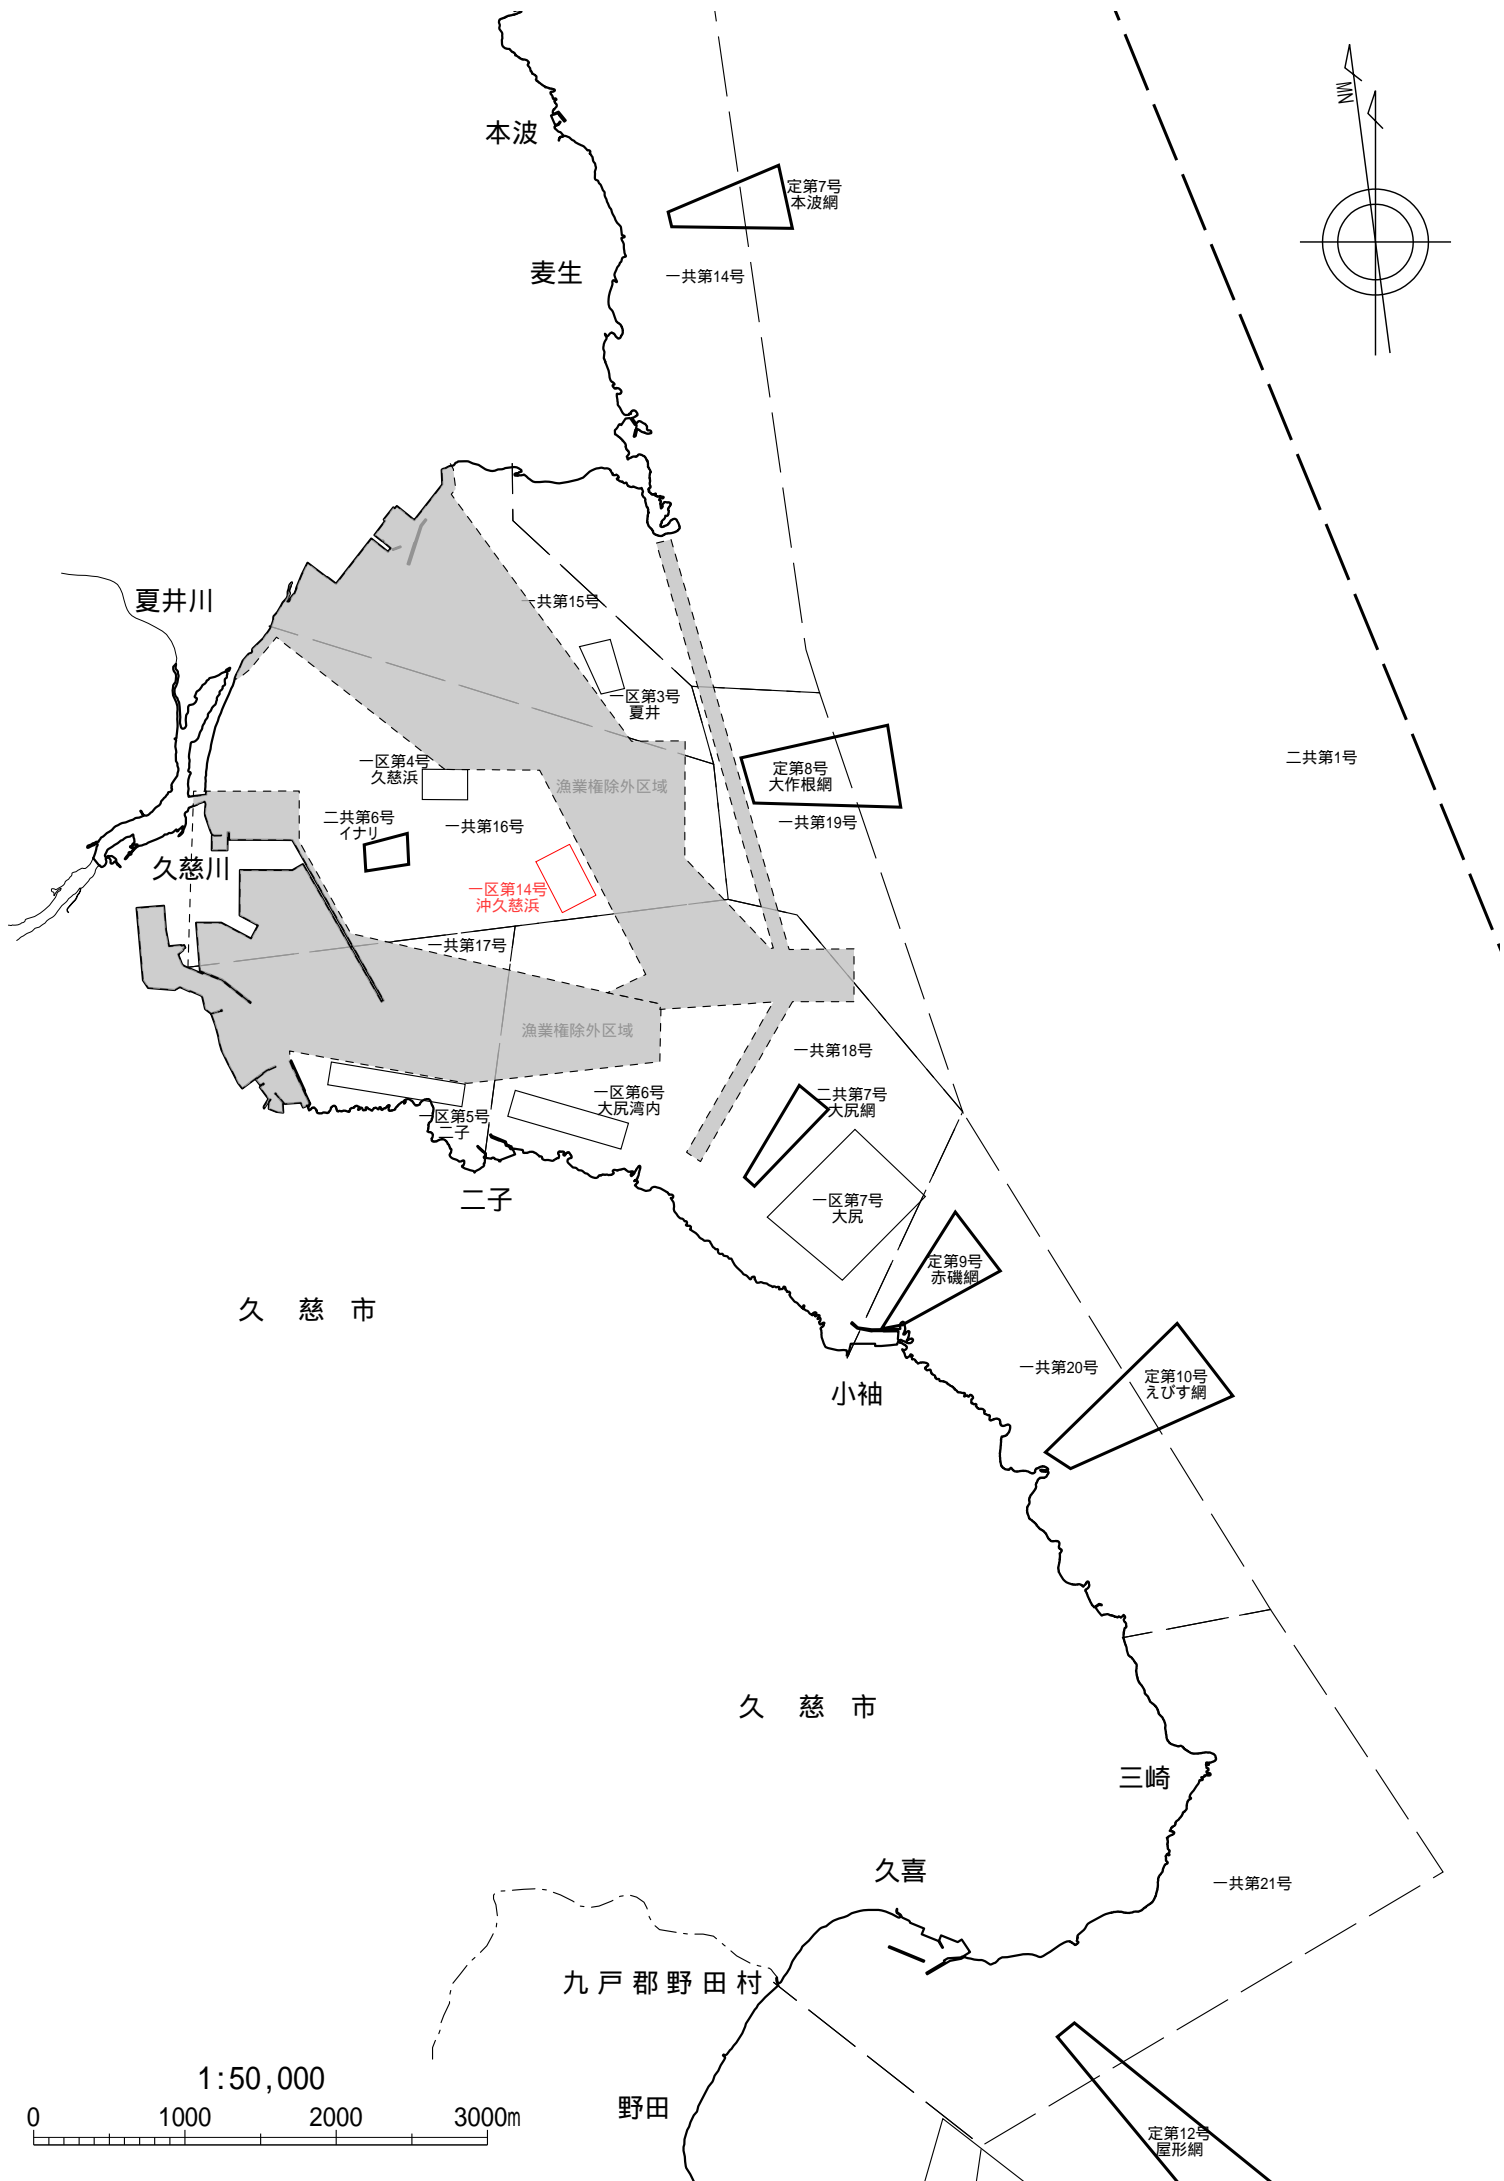 本波
定第7号
本波網
MN
麦生
一共第14号
夏井川
一共第15号
一区第3号
夏井
二共第1号
一区第4号
久慈浜
漁業権除外区域
定第8号
大作根網
二共第6号
イナリ
一共第16号
一共第19号
久慈川
一区第14号
沖久慈浜
一共第17号
漁業権除外区域
一共第18号
一区第6号
大尻湾内
二共第7号
大尻網
一区第5号
二子
二子
一区第7号
大尻
定第9号
赤磯網
久慈市
一共第20号
定第10号
えびす網
小袖
久慈市
三崎
久喜
一共第21号
九戸郡野田村
1:50,000
野田
0 1000 2000 3000m
定第12号
屋形網